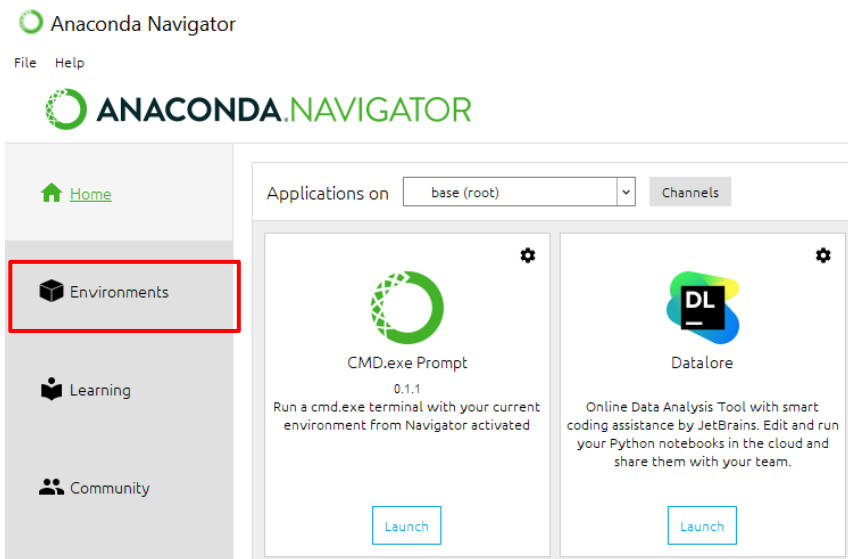 Anaconda Navigator
File Help
ANACONDA.NAVIGATOR
Home
Applications on base (root) Channels
Environments
Learning
Community
DL
CMD.exe Prompt
0.1.1
Run a cmd.exe terminal with your current
environment from Navigator activated
Launch
Datalore
Online Data Analysis Tool with smart
coding assistance by JetBrains. Edit and run
your Python notebooks in the cloud and
share them with your team.
Launch